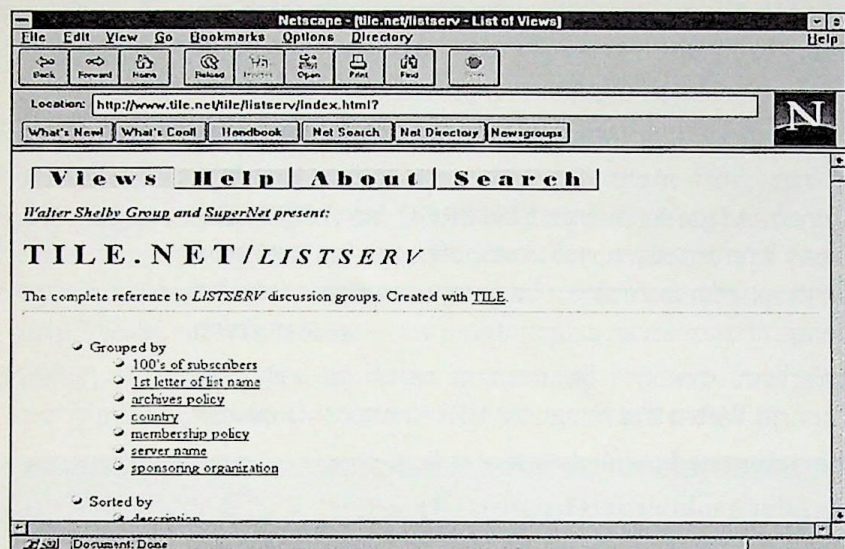 Netscape - [tile.net/listserv - List of Views]
File Edit View Go Bookmarks Options Directory Help
Back Forward Home Reload Open Print Find
Location: http://www.tile.net/tile/listserv/index.html?
What's New! What's Cool! Handbook Net Search Net Directory Newsgroups
N
Views Help About Search
Walter Shelby Group and SuperNet present:
TILE.NET/LISTSERV
The complete reference to LISTSERV discussion groups. Created with TILE.
Grouped by
100's of subscribers
1st letter of list name
archives policy
country
membership policy
server name
sponsoring organization
Sorted by
description
Document: Done